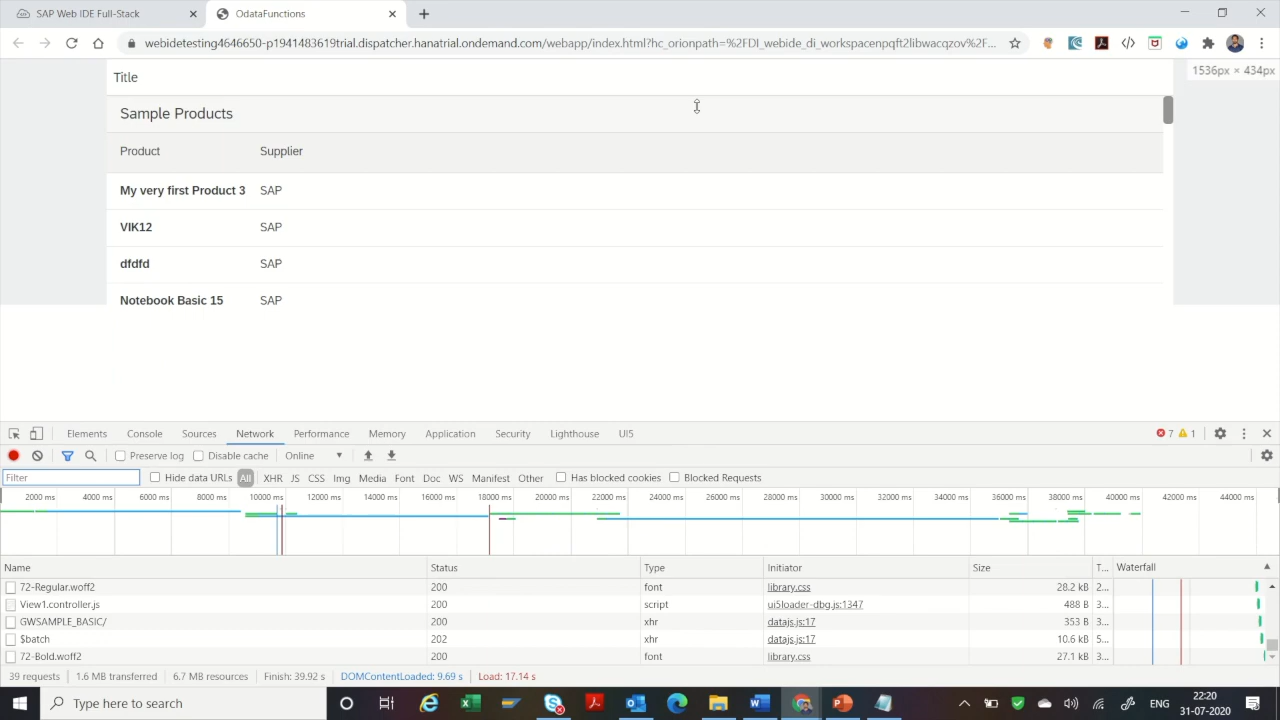 SAP Web IDE Full-Stack
OdataFunctions
webidetesting4646650-p1941483619trial.dispatcher.hanatrial.ondemand.com/webapp/index.html?hc_orionpath=%2FDI_webide_di_workspacenpqft2libwacqzov%2F...
1536px × 434px
Title
Sample Products
Product Supplier
My very first Product 3 SAP
VIK12 SAP
dfdfd SAP
Notebook Basic 15 SAP
Elements Console Sources Network Performance Memory Application Security Lighthouse UI5 7 1
Preserve log Disable cache Online
Filter Hide data URLs All XHR JS CSS Img Media Font Doc WS Manifest Other Has blocked cookies Blocked Requests
2000 ms 4000 ms 6000 ms 8000 ms 10000 ms 12000 ms 14000 ms 16000 ms 18000 ms 20000 ms 22000 ms 24000 ms 26000 ms 28000 ms 30000 ms 32000 ms 34000 ms 36000 ms 38000 ms 40000 ms 42000 ms 44000 ms
Name Status Type Initiator Size T... Waterfall
72-Regular.woff2 200 font library.css 28.2 kB 2...
View1.controller.js 200 script ui5loader-dbg.js:1347 488 B 3...
GWSAMPLE_BASIC/ 200 xhr datajs.js:17 353 B 3...
$batch 202 xhr datajs.js:17 10.6 kB 5...
72-Bold.woff2 200 font library.css 27.1 kB 3...
39 requests 1.6 MB transferred 6.7 MB resources Finish: 39.92 s DOMContentLoaded: 9.69 s Load: 17.14 s
Type here to search
ENG
22:20
31-07-2020